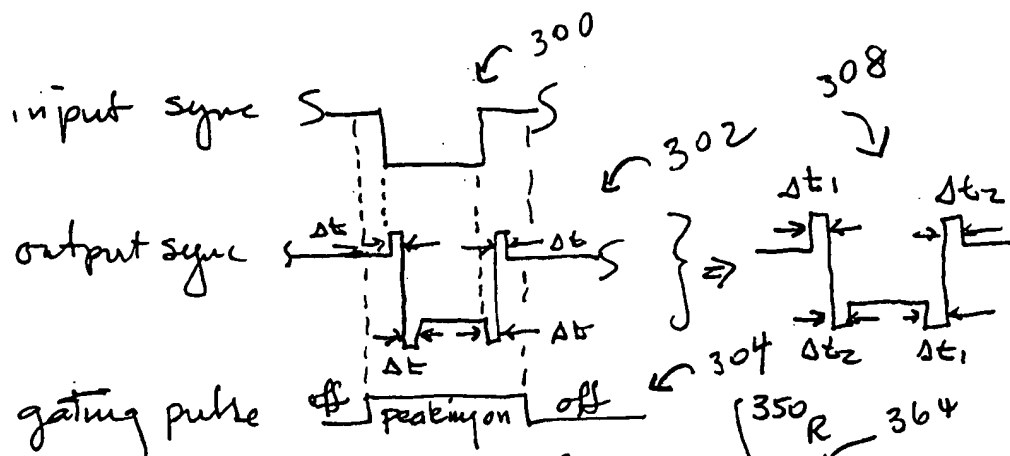 300
input sync
308
302
Δt1 Δt2
output sync Δt Δt
⇒
Δt Δt
Δt2 Δt1
304
gating pulse off peaking on off
350
R
364